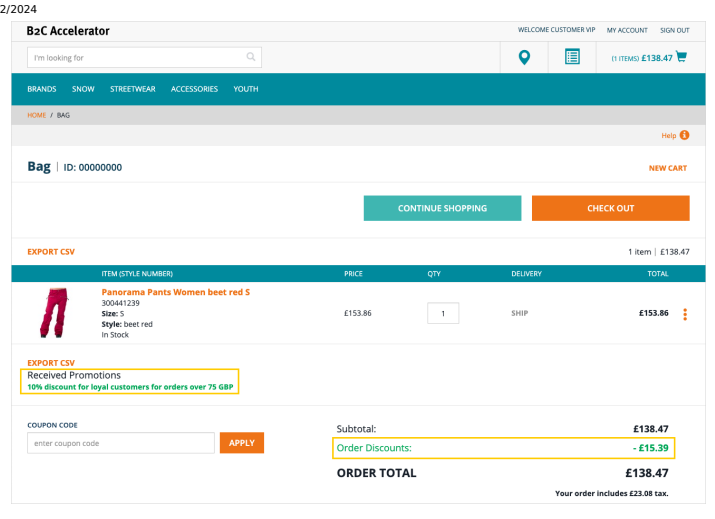 2/2024
B2C Accelerator
WELCOME CUSTOMER VIP MY ACCOUNT SIGN OUT
I'm looking for
(1 ITEMS) £138.47
BRANDS SNOW STREETWEAR ACCESSORIES YOUTH
HOME / BAG
Help
Bag | ID: 00000000
NEW CART
CONTINUE SHOPPING
CHECK OUT
EXPORT CSV
1 item | £138.47
ITEM (STYLE NUMBER) PRICE QTY DELIVERY TOTAL
Panorama Pants Women beet red S
300441239
Size: S
£153.86 1 SHIP £153.86
Style: beet red
In Stock
EXPORT CSV
Received Promotions
10% discount for loyal customers for orders over 75 GBP
COUPON CODE
enter coupon code APPLY
Subtotal: £138.47
Order Discounts: - £15.39
ORDER TOTAL £138.47
Your order includes £23.08 tax.